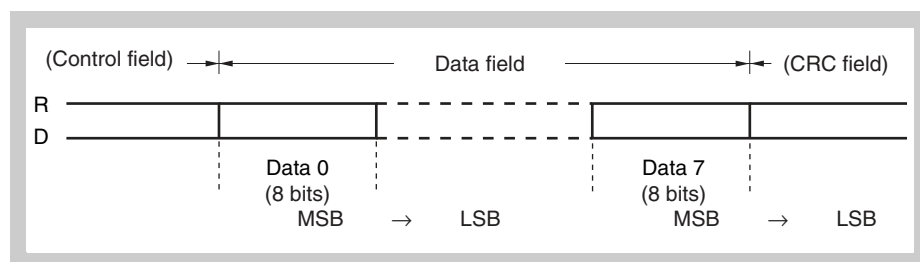 (Control field) Data field (CRC field)
R
D
Data 0 Data 7
(8 bits) (8 bits)
MSB → LSB MSB → LSB